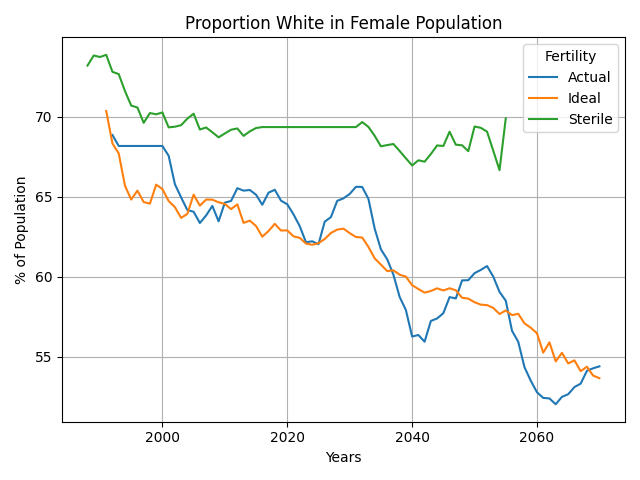 Proportion White in Female Population
Fertility
Actual
Ideal
Sterile
% of Population
70
65
60
55
2000
2020
2040
2060
Years